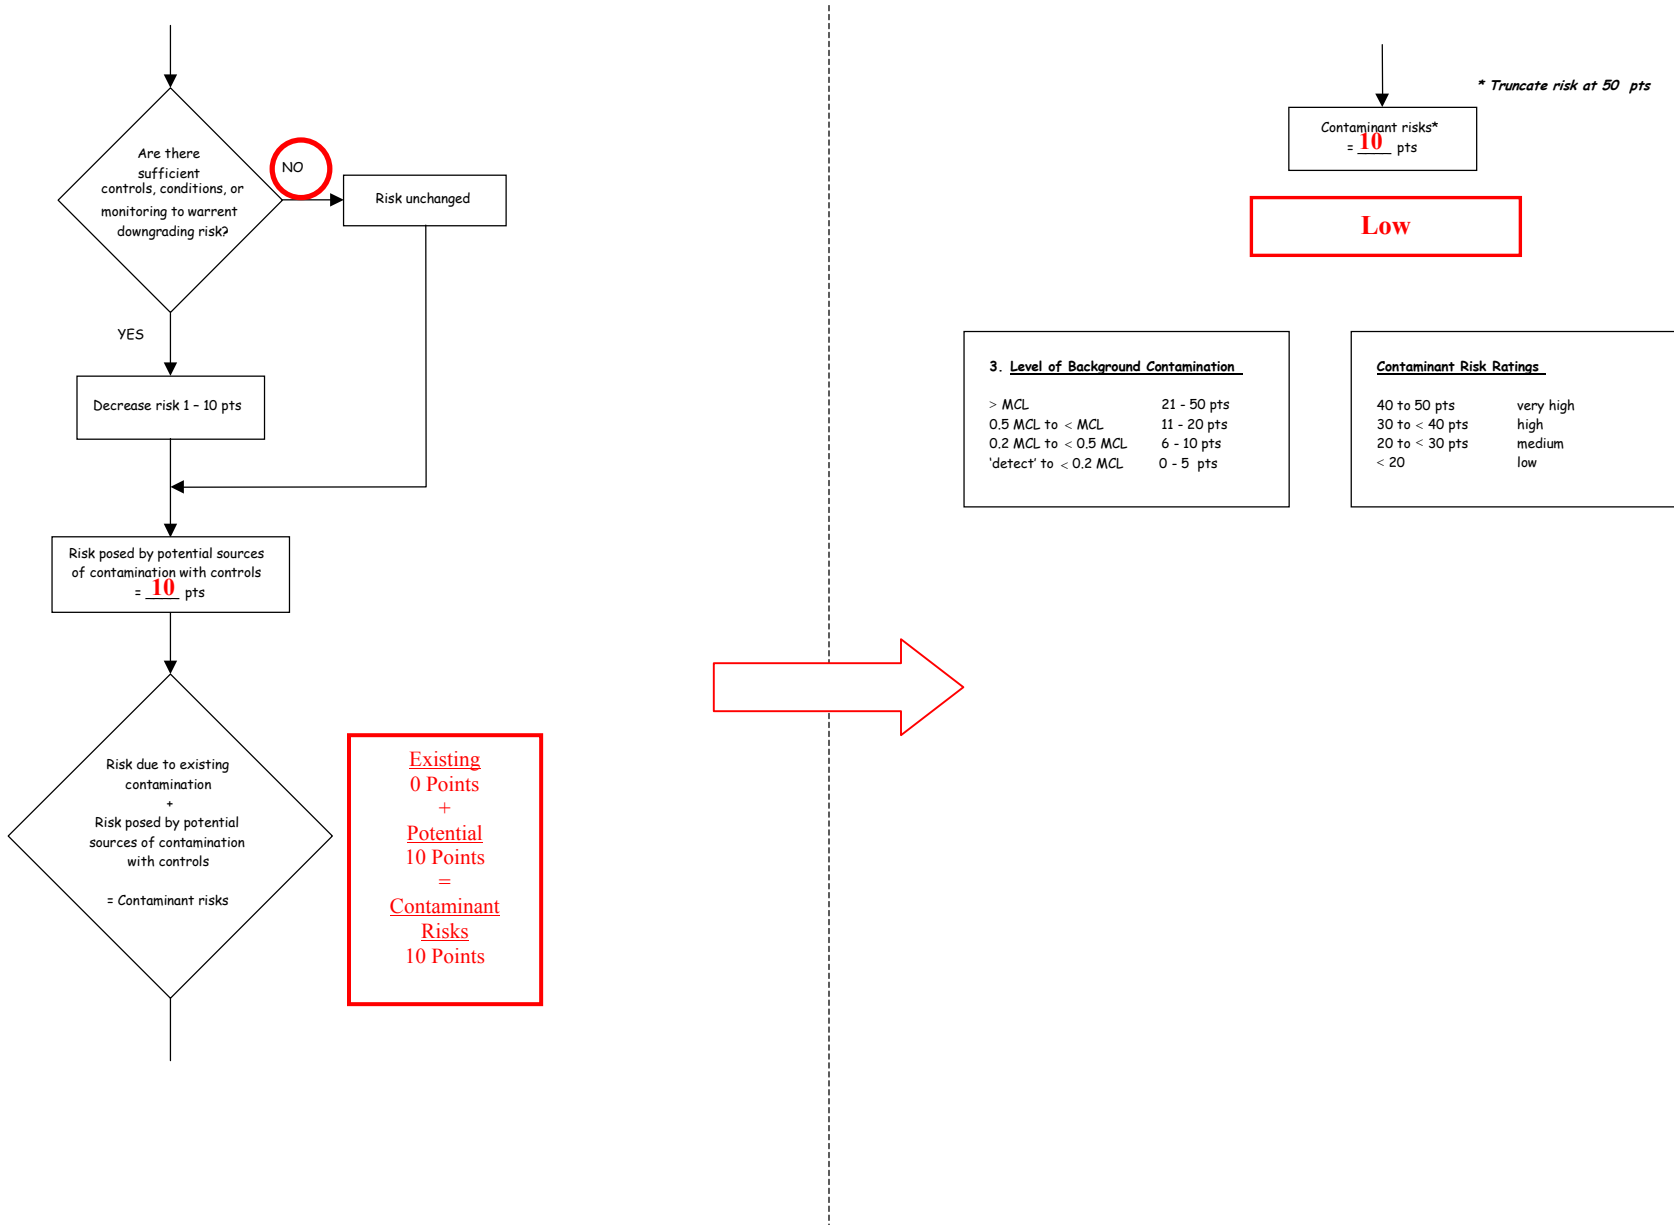 Are there
sufficient
controls, conditions, or
monitoring to warrent
downgrading risk?
NO
Risk unchanged
YES
Decrease risk 1 – 10 pts
Risk posed by potential sources
of contamination with controls
= 10 pts
Risk due to existing
contamination
+
Risk posed by potential
sources of contamination
with controls
= Contaminant risks
Existing
0 Points
+
Potential
10 Points
=
Contaminant
Risks
10 Points
* Truncate risk at 50 pts
Contaminant risks*
= 10 pts
Low
3. Level of Background Contamination
> MCL 21 - 50 pts
0.5 MCL to < MCL 11 - 20 pts
0.2 MCL to < 0.5 MCL 6 - 10 pts
'detect' to < 0.2 MCL 0 - 5 pts
Contaminant Risk Ratings
40 to 50 pts very high
30 to < 40 pts high
20 to < 30 pts medium
< 20 low